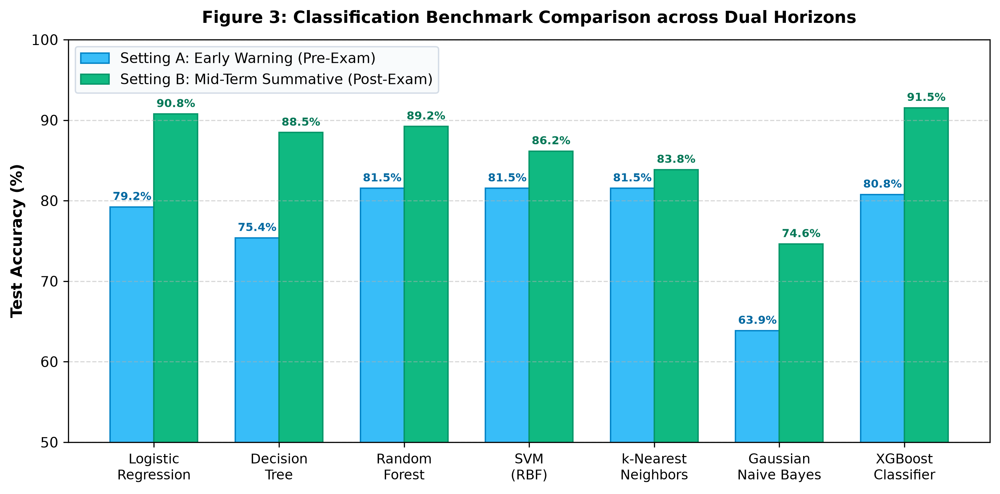 Figure 3: Classification Benchmark Comparison across Dual Horizons
100
Setting A: Early Warning (Pre-Exam)
Setting B: Mid-Term Summative (Post-Exam)
90.8%
88.5%
89.2%
86.2%
83.8%
91.5%
90
79.2%
75.4%
81.5%
81.5%
81.5%
80.8%
80
74.6%
63.9%
70
60
50
Test Accuracy (%)
Logistic
Regression
Decision
Tree
Random
Forest
SVM
(RBF)
k-Nearest
Neighbors
Gaussian
Naive Bayes
XGBoost
Classifier